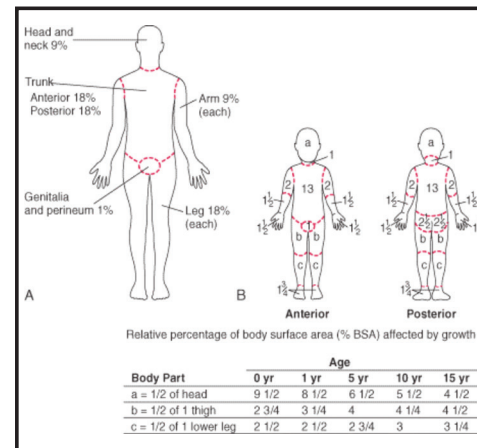 Head and
neck 9%
Trunk
Anterior 18%
Posterior 18%
Arm 9%
(each)
Genitalia
and perineum 1%
Leg 18%
(each)
A
a
1
2
13
2
1½
1½
1½
1½
1
b
b
c
c
1¾
B
Anterior
a
1
2
13
2
1½
1½
1½
1½
2½
2½
b
b
c
c
1¾
Posterior
Relative percentage of body surface area (% BSA) affected by growth
Age
Body Part 0 yr 1 yr 5 yr 10 yr 15 yr
a = 1/2 of head 9 1/2 8 1/2 6 1/2 5 1/2 4 1/2
b = 1/2 of 1 thigh 2 3/4 3 1/4 4 4 1/4 4 1/2
c = 1/2 of 1 lower leg 2 1/2 2 1/2 2 3/4 3 3 1/4